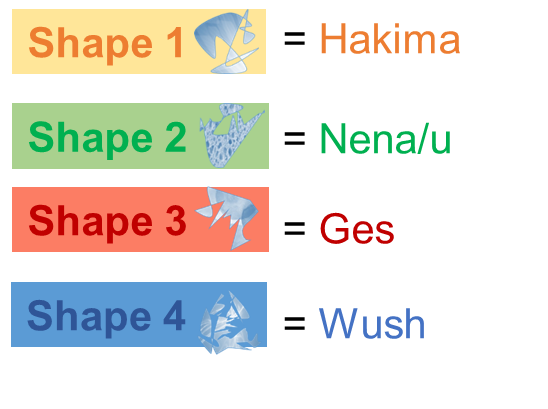 Shape 1 = Hakima
Shape 2 = Nena/u
Shape 3 = Ges
Shape 4 = Wush